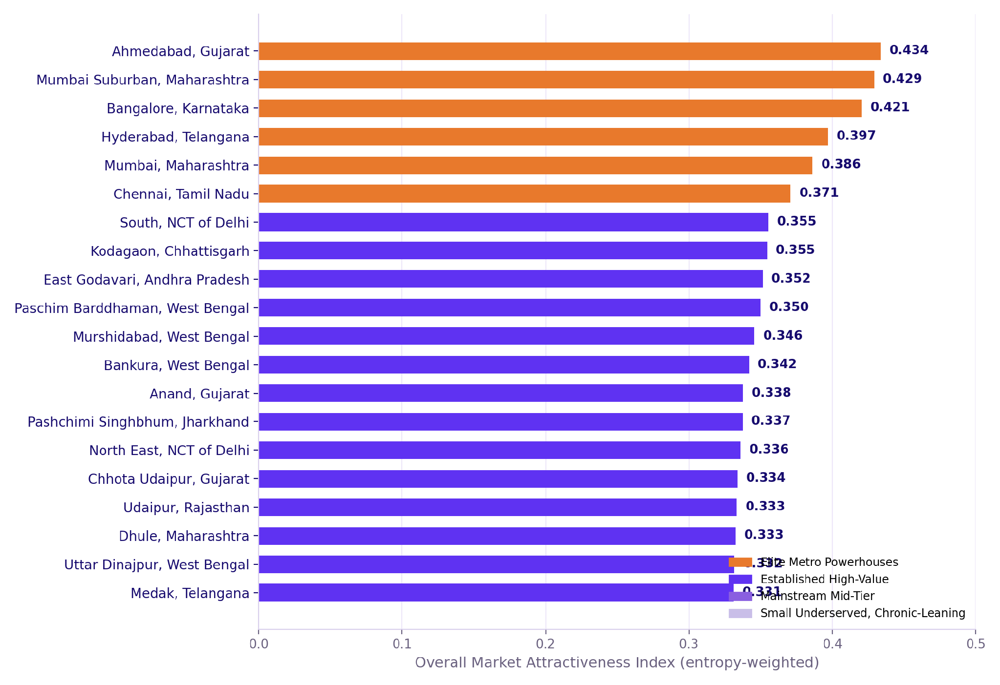 Ahmedabad, Gujarat 0.434
Mumbai Suburban, Maharashtra 0.429
Bangalore, Karnataka 0.421
Hyderabad, Telangana 0.397
Mumbai, Maharashtra 0.386
Chennai, Tamil Nadu 0.371
South, NCT of Delhi 0.355
Kodagaon, Chhattisgarh 0.355
East Godavari, Andhra Pradesh 0.352
Paschim Barddhaman, West Bengal 0.350
Murshidabad, West Bengal 0.346
Bankura, West Bengal 0.342
Anand, Gujarat 0.338
Pashchimi Singhbhum, Jharkhand 0.337
North East, NCT of Delhi 0.336
Chhota Udaipur, Gujarat 0.334
Udaipur, Rajasthan 0.333
Dhule, Maharashtra 0.333
Uttar Dinajpur, West Bengal 0.332
Medak, Telangana 0.331
Elite Metro Powerhouses
Established High-Value
Mainstream Mid-Tier
Small Underserved, Chronic-Leaning
0.0 0.1 0.2 0.3 0.4 0.5
Overall Market Attractiveness Index (entropy-weighted)